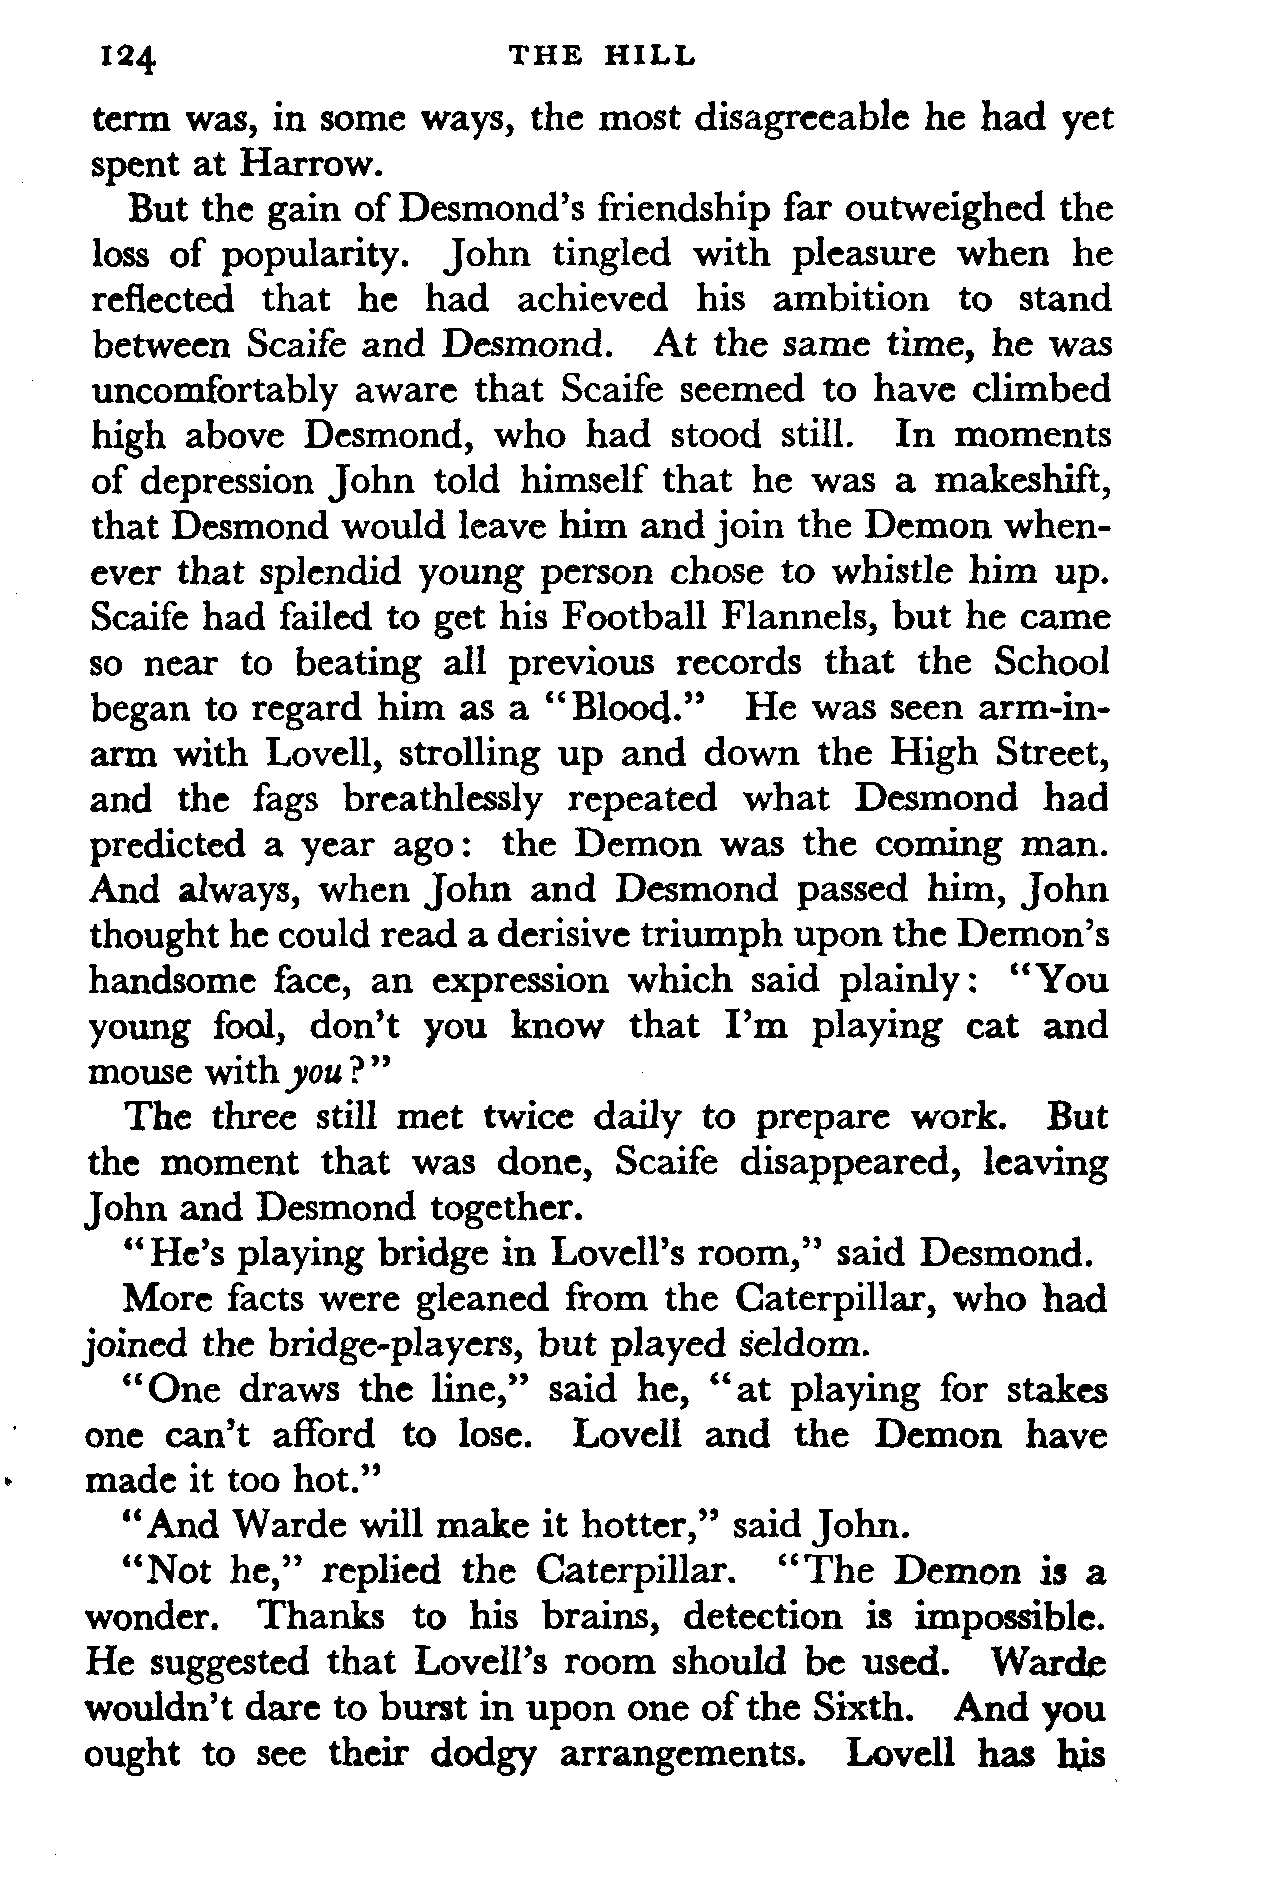 124 THE HILL
term was, in some ways, the most disagreeable he had yet
spent at Harrow.
But the gain of Desmond's friendship far outweighed the
loss of popularity. John tingled with pleasure when he
reflected that he had achieved his ambition to stand
between Scaife and Desmond. At the same time, he was
uncomfortably aware that Scaife seemed to have climbed
high above Desmond, who had stood still. In moments
of depression John told himself that he was a makeshift,
that Desmond would leave him and join the Demon when-
ever that splendid young person chose to whistle him up.
Scaife had failed to get his Football Flannels, but he came
so near to beating all previous records that the School
began to regard him as a “Blood.” He was seen arm-in-
arm with Lovell, strolling up and down the High Street,
and the fags breathlessly repeated what Desmond had
predicted a year ago: the Demon was the coming man.
And always, when John and Desmond passed him, John
thought he could read a derisive triumph upon the Demon's
handsome face, an expression which said plainly: “You
young fool, don't you know that I'm playing cat and
mouse with you?”
The three still met twice daily to prepare work. But
the moment that was done, Scaife disappeared, leaving
John and Desmond together.
“He's playing bridge in Lovell's room,” said Desmond.
More facts were gleaned from the Caterpillar, who had
joined the bridge-players, but played seldom.
“One draws the line,” said he, “at playing for stakes
one can't afford to lose. Lovell and the Demon have
made it too hot.”
“And Warde will make it hotter,” said John.
“Not he,” replied the Caterpillar. “The Demon is a
wonder. Thanks to his brains, detection is impossible.
He suggested that Lovell's room should be used. Warde
wouldn't dare to burst in upon one of the Sixth. And you
ought to see their dodgy arrangements. Lovell has his